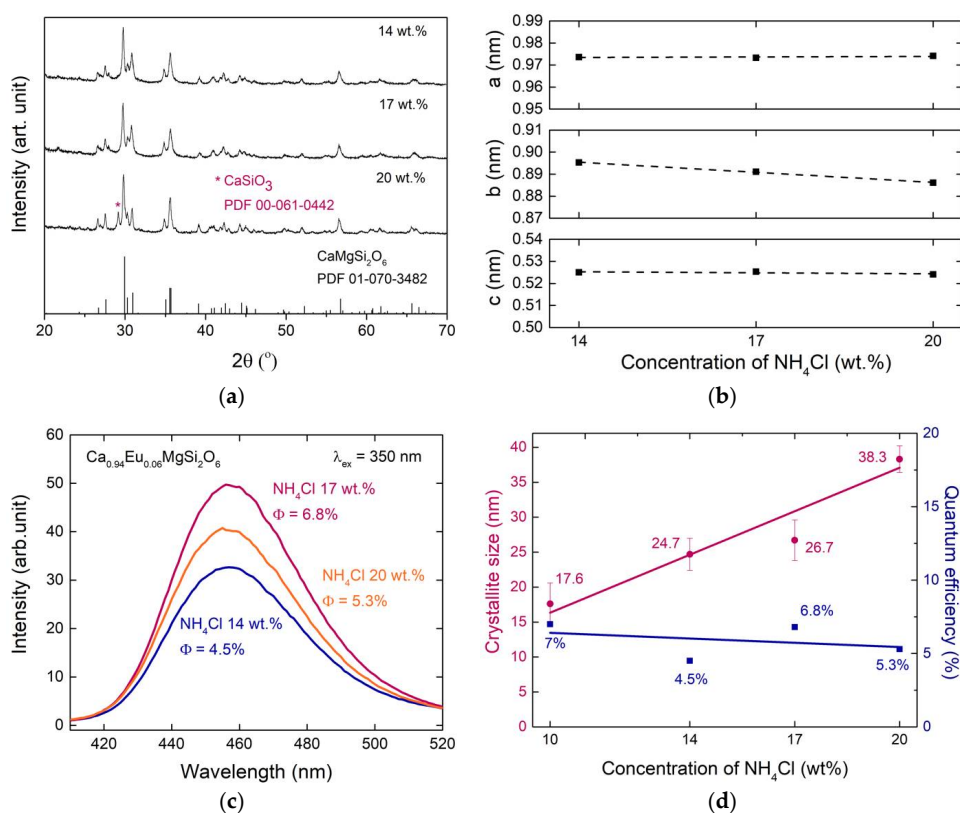 Intensity (art. unit)
14 wt.%
17 wt.%
20 wt.%
* CaSiO₃
PDF 00-061-0442
*
CaMgSi₂O₆
PDF 01-070-3482
20 30 40 50 60 70
2θ (°)
(a)
a (nm)
0.99
0.97
0.95
b (nm)
0.91
0.90
0.89
0.88
0.87
c (nm)
0.54
0.53
0.52
0.51
0.50
14 17 20
Concentration of NH₄Cl (wt.%)
(b)
Intensity (arb.unit)
60
50
40
30
20
10
0
Ca₀.₉₄Eu₀.₀₆MgSi₂O₆
λₑₓ = 350 nm
NH₄Cl 17 wt.%
Φ = 6.8%
NH₄Cl 20 wt.%
Φ = 5.3%
NH₄Cl 14 wt.%
Φ = 4.5%
420 440 460 480 500 520
Wavelength (nm)
(c)
Crystallite size (nm)
40
35
30
25
20
15
10
5
0
17.6
24.7
26.7
38.3
7%
4.5%
6.8%
5.3%
20
15
10
5
0
Quantum efficiency (%)
10 14 17 20
Concentration of NH₄Cl (wt%)
(d)